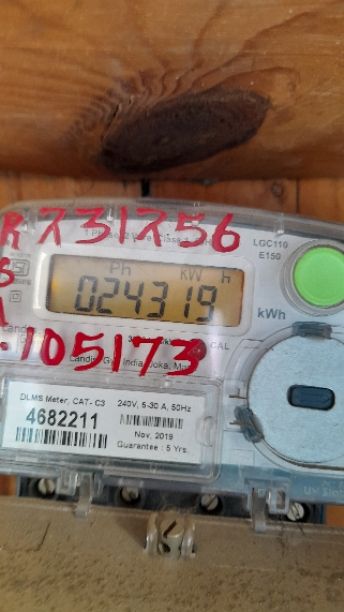 R 731756
LGC110
E150
Ph kW h
024319
kWh
CAL
.105173
DLMS Meter, CAT- C3
240V, 5-30 A, 50Hz
4682211
Nov, 2019
Guarantee : 5 Yrs.